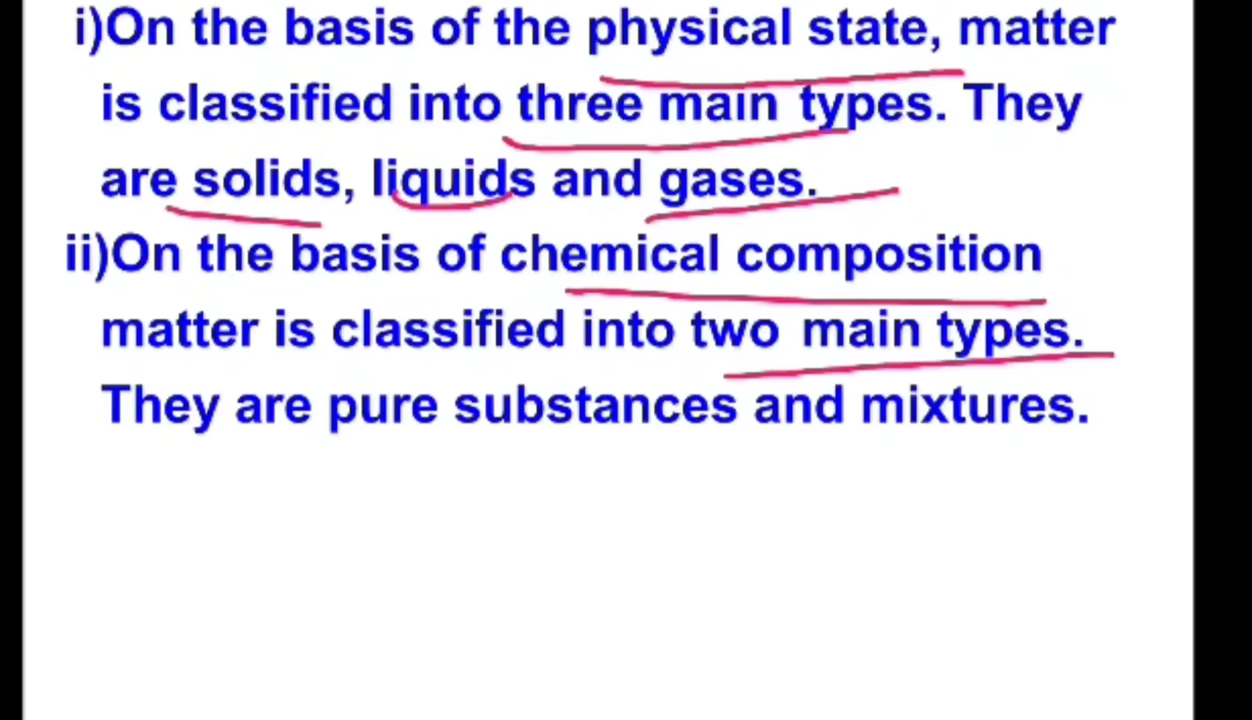 i)On the basis of the physical state, matter
is classified into three main types. They
are solids, liquids and gases.
ii)On the basis of chemical composition
matter is classified into two main types.
They are pure substances and mixtures.